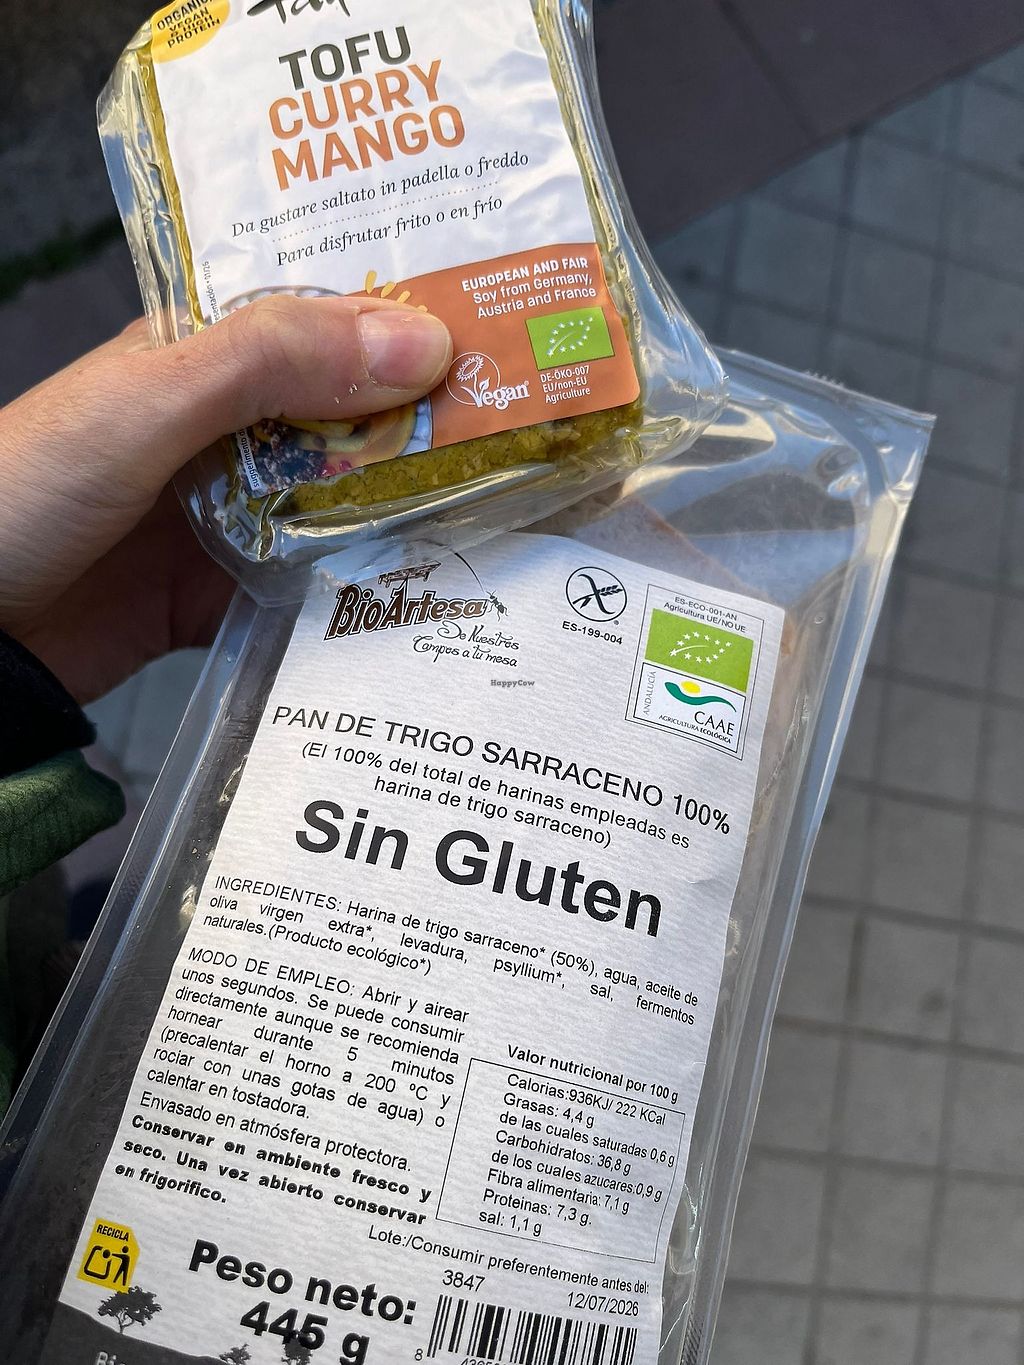 ORGANIC
VEGAN
& HIGH
PROTEIN
TOFU
CURRY
MANGO
Da gustare saltato in padella o freddo
Para disfrutar frito o en frío
EUROPEAN AND FAIR
Soy from Germany,
Austria and France
Vegan
DE-ÖKO-007
EU/non-EU
Agriculture
BioArtesa
De Nuestros
Campos a tu mesa
ES-199-004
ES-ECO-001-AN
Agricultura UE/NO UE
ANDALUCÍA
CAAE
AGRICULTURA ECOLÓGICA
HappyCow
PAN DE TRIGO SARRACENO 100%
(El 100% del total de harinas empleadas es
harina de trigo sarraceno)
Sin Gluten
INGREDIENTES: Harina de trigo sarraceno* (50%), agua, aceite de
oliva virgen extra*, levadura, psyllium*, sal, fermentos
naturales.(Producto ecológico*)
MODO DE EMPLEO: Abrir y airear
unos segundos. Se puede consumir
directamente aunque se recomienda
hornear durante 5 minutos
(precalentar el horno a 200 ºC y
rociar con unas gotas de agua) o
calentar en tostadora.
Envasado en atmósfera protectora.
Conservar en ambiente fresco y
seco. Una vez abierto conservar
en frigorifico.
Valor nutricional por 100 g
Calorias:936KJ/ 222 KCal
Grasas: 4,4 g
de las cuales saturadas 0,6 g
Carbohidratos: 36,8 g
de los cuales azucares:0,9 g
Fibra alimentaria: 7,1 g
Proteinas: 7,3 g.
sal: 1,1 g
Lote:/Consumir preferentemente antes del:
3847 12/07/2026
RECICLA
Peso neto:
445 g
8